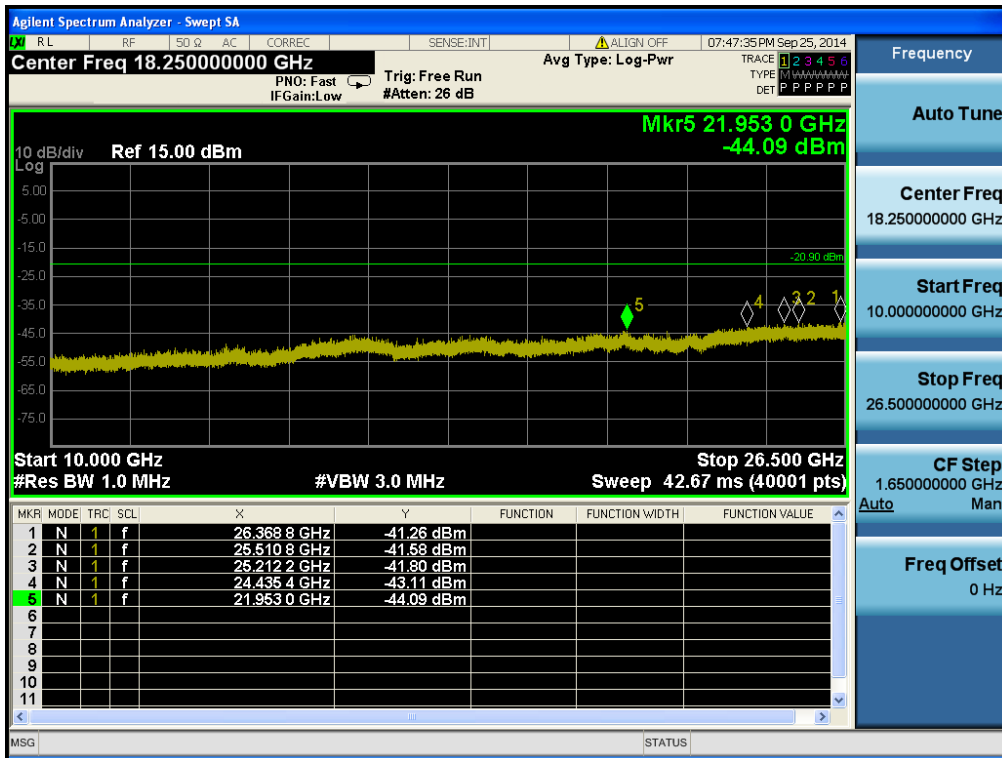 Agilent Spectrum Analyzer - Swept SA
LXI RL RF 50 Ω AC CORREC SENSE:INT ALIGN OFF 07:47:35 PM Sep 25, 2014
Center Freq 18.250000000 GHz
PNO: Fast
IFGain:Low
Trig: Free Run
#Atten: 26 dB
Avg Type: Log-Pwr
TRACE 1 2 3 4 5 6
TYPE
DET P P P P P P
Mkr5 21.953 0 GHz
-44.09 dBm
10 dB/div Ref 15.00 dBm
Log
5.00
-5.00
-15.0
-20.90 dBm
-25.0
-35.0
-45.0
-55.0
-65.0
-75.0
5 4 3 2 1
Start 10.000 GHz Stop 26.500 GHz
#Res BW 1.0 MHz #VBW 3.0 MHz Sweep 42.67 ms (40001 pts)
MKR MODE TRC SCL X Y FUNCTION FUNCTION WIDTH FUNCTION VALUE
1 N 1 f 26.368 8 GHz -41.26 dBm
2 N 1 f 25.510 8 GHz -41.58 dBm
3 N 1 f 25.212 2 GHz -41.80 dBm
4 N 1 f 24.435 4 GHz -43.11 dBm
5 N 1 f 21.953 0 GHz -44.09 dBm
6
7
8
9
10
11
MSG STATUS
Frequency
Auto Tune
Center Freq
18.250000000 GHz
Start Freq
10.000000000 GHz
Stop Freq
26.500000000 GHz
CF Step
1.650000000 GHz
Auto Man
Freq Offset
0 Hz